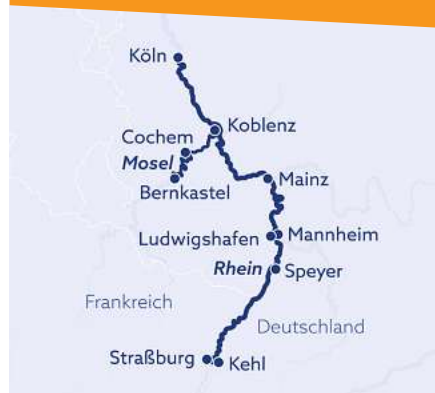 Köln
Koblenz
Cochem
Mosel
Bernkastel
Mainz
Ludwigshafen
Mannheim
Rhein
Speyer
Frankreich
Deutschland
Straßburg
Kehl